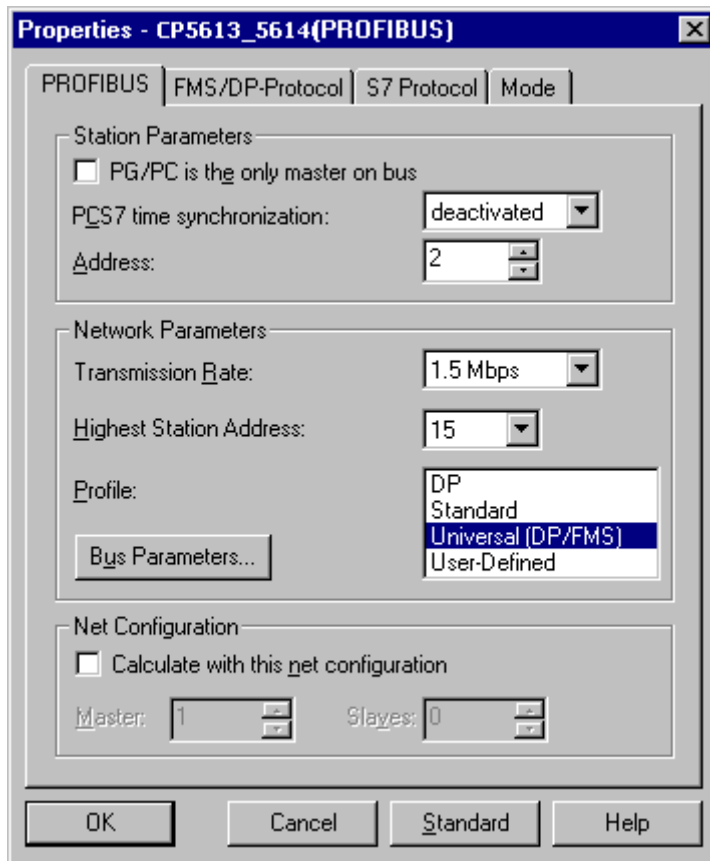 Properties - CP5613_5614(PROFIBUS)
PROFIBUS FMS/DP-Protocol S7 Protocol Mode
Station Parameters
PG/PC is the only master on bus
PCS7 time synchronization: deactivated
Address: 2
Network Parameters
Transmission Rate: 1.5 Mbps
Highest Station Address: 15
Profile: DP
Standard
Universal (DP/FMS)
Bus Parameters... User-Defined
Net Configuration
Calculate with this net configuration
Master: 1 Slaves: 0
OK Cancel Standard Help